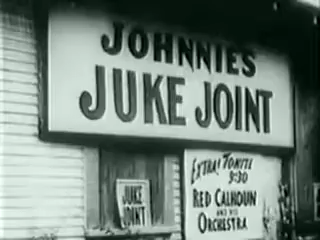 JOHNNIES
JUKE JOINT
EXTRA! TONITE
9:30
RED CALHOUN
AND HIS
ORCHESTRA
JUKE
JOINT